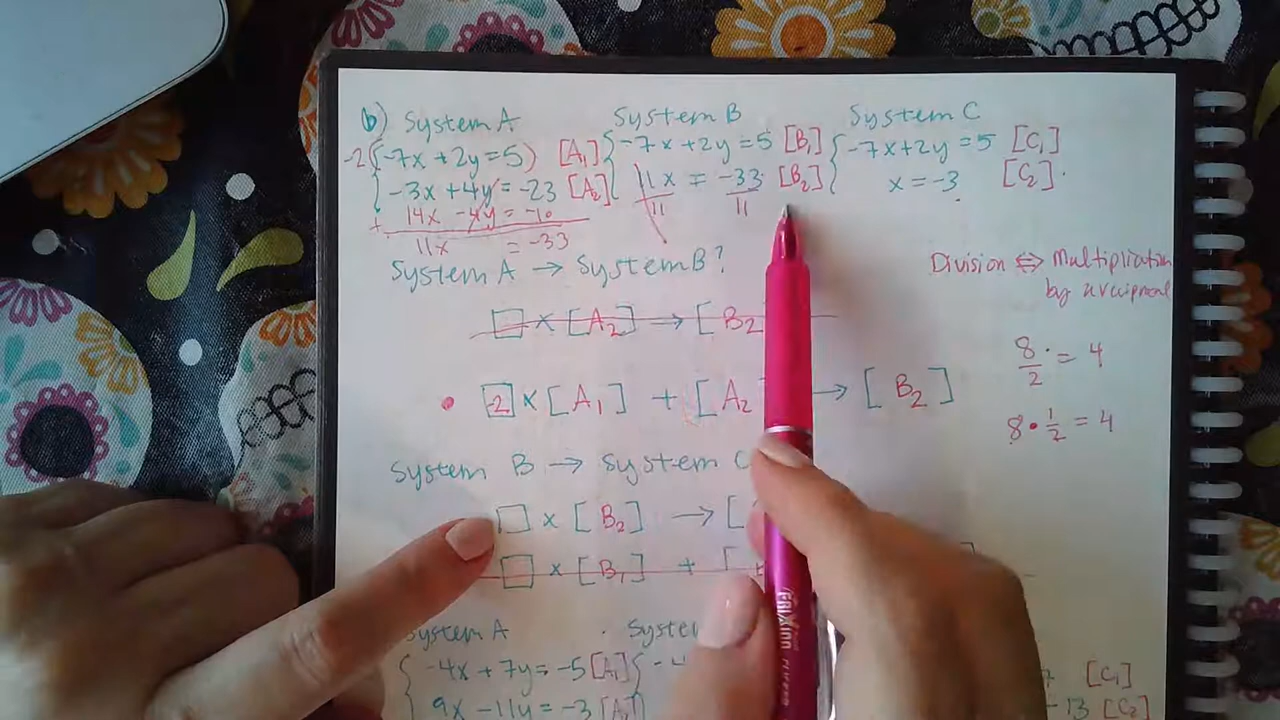 b) System A System B System C
-2(-7x + 2y = 5) [A₁] -7x + 2y = 5 [B₁] -7x + 2y = 5 [C₁]
-3x + 4y = -23 [A₂] 11x = -33 [B₂] x = -3 [C₂].
11 11
+ 14x - 4y = -10
11x = -33
System A → System B?
Division ⇔ Multiplication
by a reciprocal
□ × [A₂] → [B₂
8/2 = 4
-2 × [A₁] + [A₂ → [B₂]
8 • 1/2 = 4
System B → System C
□ × [B₂] → [
□ × [B₁] + [
System A
-4x + 7y = -5 [A₁]
9x - 11y = -3
[C₁]
-13 [C₂]